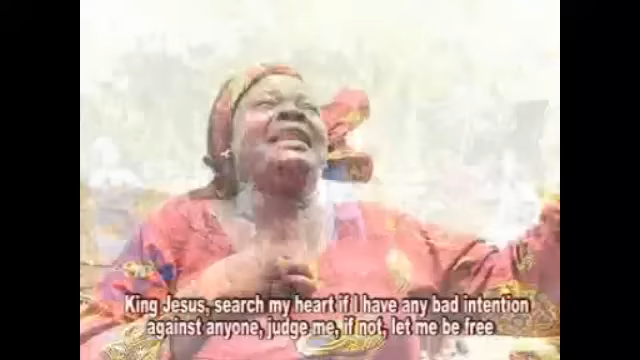 King Jesus, search my heart if I have any bad intention
against anyone, judge me, if not, let me be free